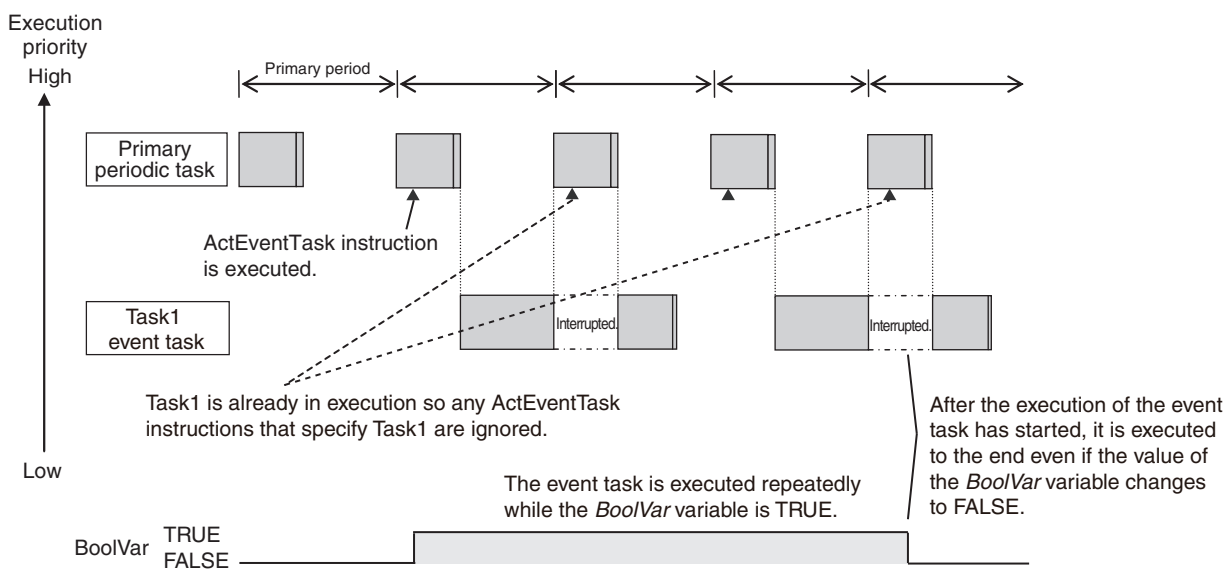 Execution
priority
High
Primary period
Primary
periodic task
ActEventTask instruction
is executed.
Task1
event task
Interrupted.
Interrupted.
Task1 is already in execution so any ActEventTask
instructions that specify Task1 are ignored.
After the execution of the event
task has started, it is executed
to the end even if the value of
the BoolVar variable changes
to FALSE.
Low
The event task is executed repeatedly
while the BoolVar variable is TRUE.
BoolVar
TRUE
FALSE